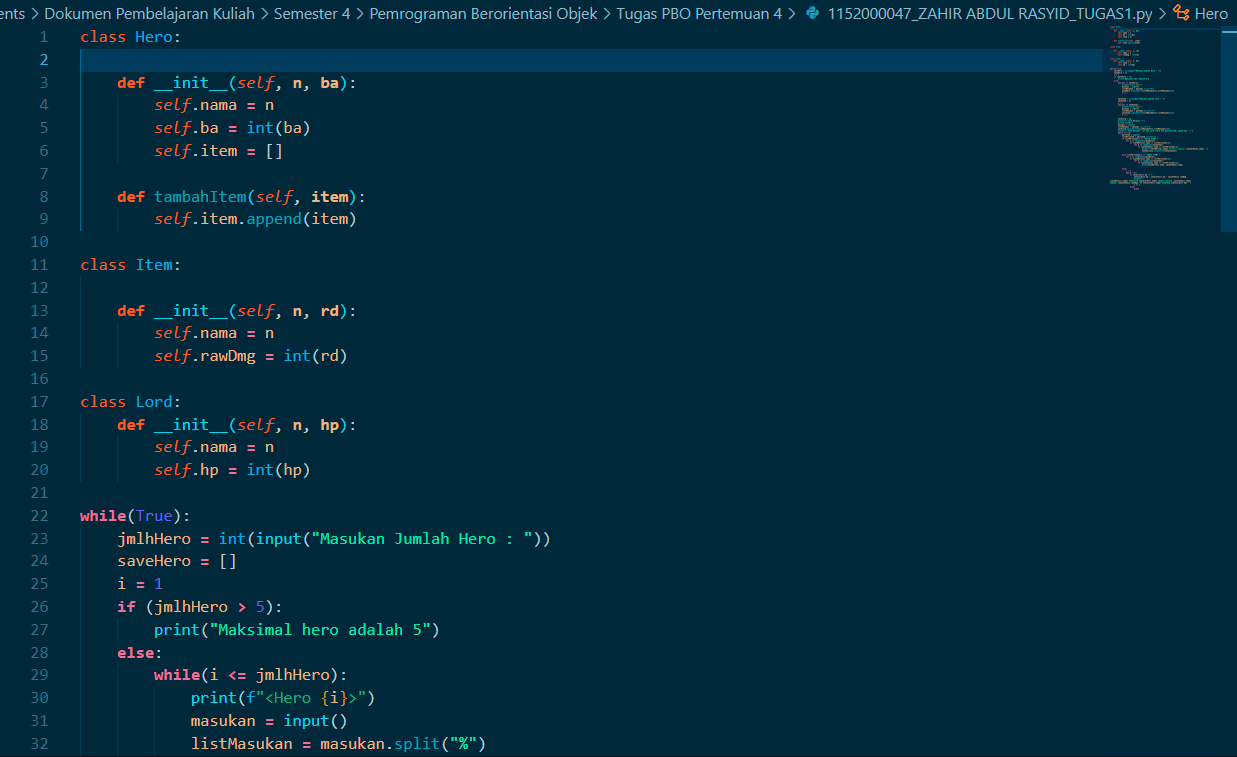 ents > Dokumen Pembelajaran Kuliah > Semester 4 > Pemrograman Berorientasi Objek > Tugas PBO Pertemuan 4 > 1152000047_ZAHIR ABDUL RASYID_TUGAS1.py > Hero
1 class Hero:
2
3     def __init__(self, n, ba):
4         self.nama = n
5         self.ba = int(ba)
6         self.item = []
7
8     def tambahItem(self, item):
9         self.item.append(item)
10
11 class Item:
12
13     def __init__(self, n, rd):
14         self.nama = n
15         self.rawDmg = int(rd)
16
17 class Lord:
18     def __init__(self, n, hp):
19         self.nama = n
20         self.hp = int(hp)
21
22 while(True):
23     jmlhHero = int(input("Masukan Jumlah Hero : "))
24     saveHero = []
25     i = 1
26     if (jmlhHero > 5):
27         print("Maksimal hero adalah 5")
28     else:
29         while(i <= jmlhHero):
30             print(f"<Hero {i}>")
31             masukan = input()
32             listMasukan = masukan.split("%")